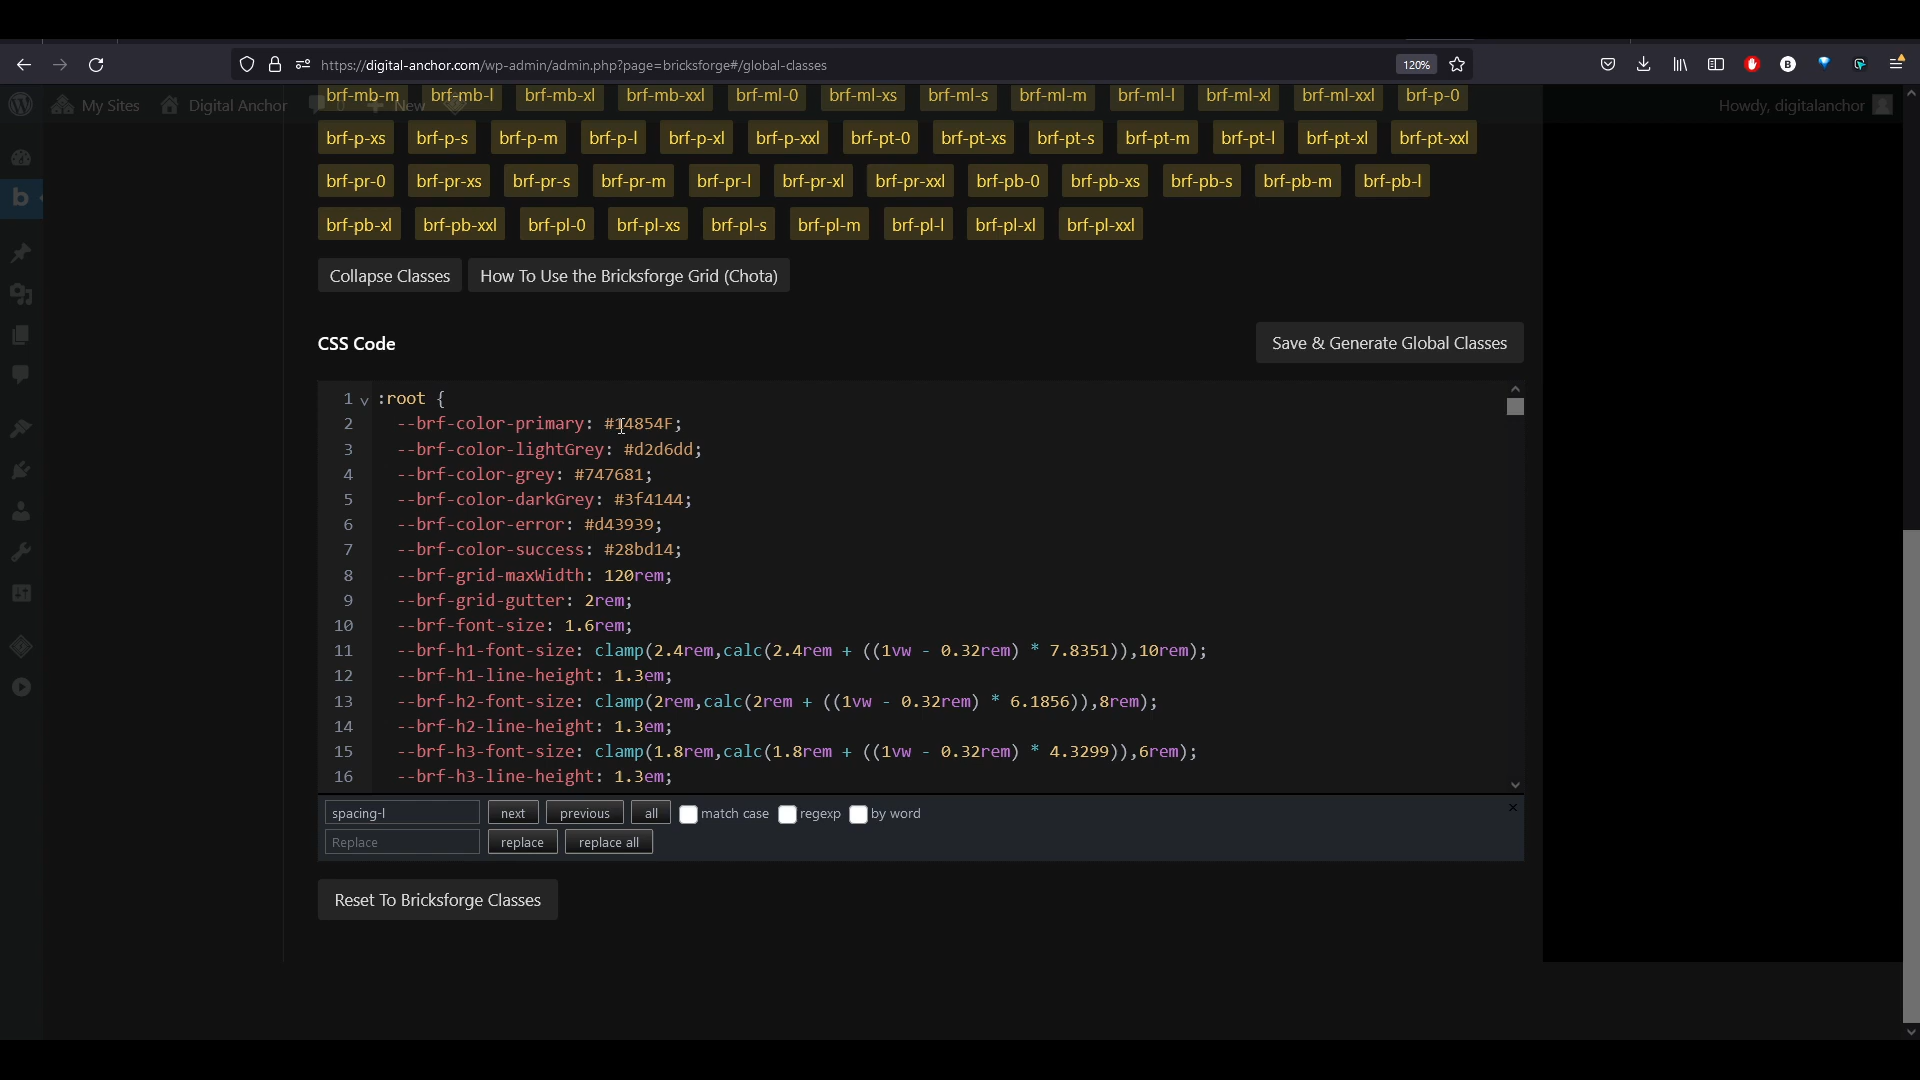 https://digital-anchor.com/wp-admin/admin.php?page=bricksforge#/global-classes
120%
My Sites
Digital Anchor
0
New
Howdy, digitalanchor
brf-mb-m brf-mb-l brf-mb-xl brf-mb-xxl brf-ml-0 brf-ml-xs brf-ml-s brf-ml-m brf-ml-l brf-ml-xl brf-ml-xxl brf-p-0
brf-p-xs brf-p-s brf-p-m brf-p-l brf-p-xl brf-p-xxl brf-pt-0 brf-pt-xs brf-pt-s brf-pt-m brf-pt-l brf-pt-xl brf-pt-xxl
brf-pr-0 brf-pr-xs brf-pr-s brf-pr-m brf-pr-l brf-pr-xl brf-pr-xxl brf-pb-0 brf-pb-xs brf-pb-s brf-pb-m brf-pb-l
brf-pb-xl brf-pb-xxl brf-pl-0 brf-pl-xs brf-pl-s brf-pl-m brf-pl-l brf-pl-xl brf-pl-xxl
Collapse Classes How To Use the Bricksforge Grid (Chota)
CSS Code
Save & Generate Global Classes
1 :root {
2 --brf-color-primary: #14854F;
3 --brf-color-lightGrey: #d2d6dd;
4 --brf-color-grey: #747681;
5 --brf-color-darkGrey: #3f4144;
6 --brf-color-error: #d43939;
7 --brf-color-success: #28bd14;
8 --brf-grid-maxWidth: 120rem;
9 --brf-grid-gutter: 2rem;
10 --brf-font-size: 1.6rem;
11 --brf-h1-font-size: clamp(2.4rem,calc(2.4rem + ((1vw - 0.32rem) * 7.8351)),10rem);
12 --brf-h1-line-height: 1.3em;
13 --brf-h2-font-size: clamp(2rem,calc(2rem + ((1vw - 0.32rem) * 6.1856)),8rem);
14 --brf-h2-line-height: 1.3em;
15 --brf-h3-font-size: clamp(1.8rem,calc(1.8rem + ((1vw - 0.32rem) * 4.3299)),6rem);
16 --brf-h3-line-height: 1.3em;
spacing-l next previous all match case regexp by word
Replace replace replace all
Reset To Bricksforge Classes